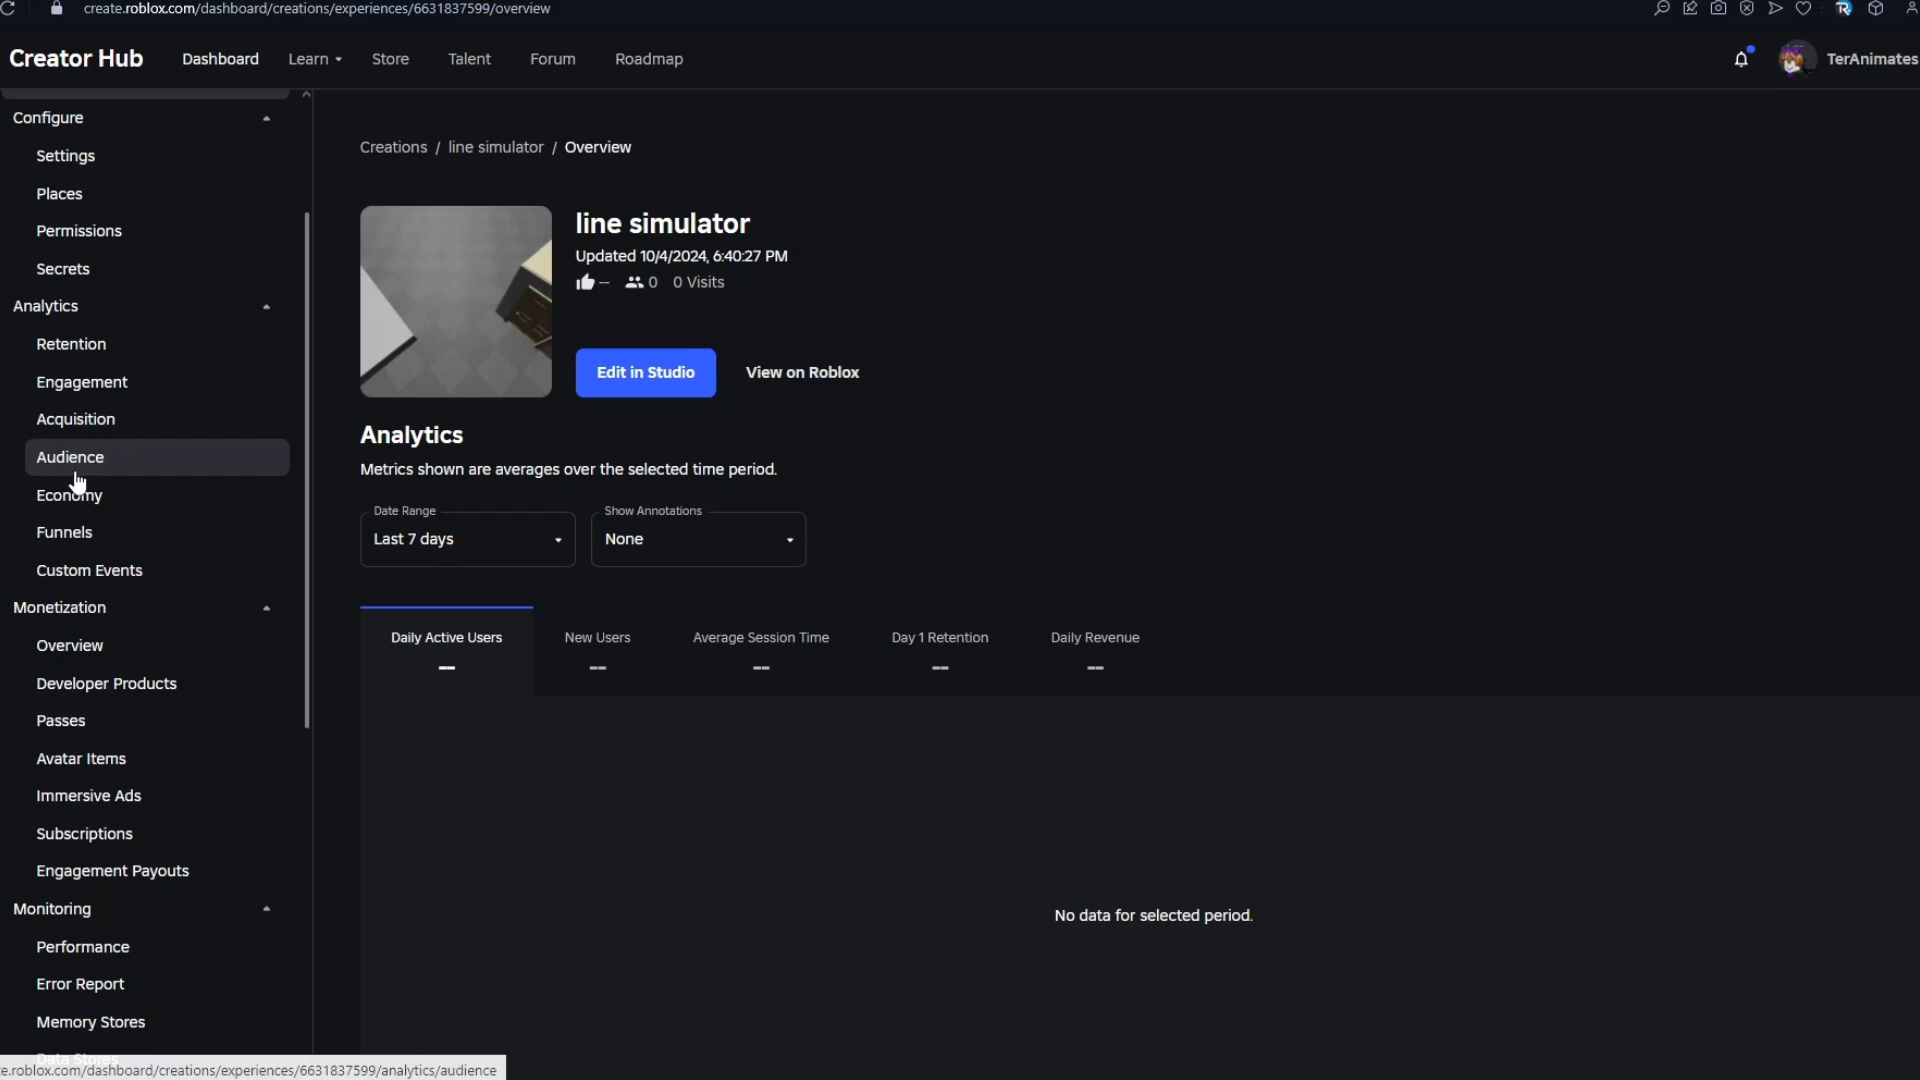 create.roblox.com/dashboard/creations/experiences/6631837599/overview
Creator Hub
Dashboard
Learn
Store
Talent
Forum
Roadmap
TerAnimates
Configure
Settings
Places
Permissions
Secrets
Analytics
Retention
Engagement
Acquisition
Audience
Economy
Funnels
Custom Events
Monetization
Overview
Developer Products
Passes
Avatar Items
Immersive Ads
Subscriptions
Engagement Payouts
Monitoring
Performance
Error Report
Memory Stores
Data Stores
e.roblox.com/dashboard/creations/experiences/6631837599/analytics/audience
Creations / line simulator / Overview
line simulator
Updated 10/4/2024, 6:40:27 PM
-- 0 0 Visits
Edit in Studio
View on Roblox
Analytics
Metrics shown are averages over the selected time period.
Date Range
Last 7 days
Show Annotations
None
Daily Active Users
--
New Users
--
Average Session Time
--
Day 1 Retention
--
Daily Revenue
--
No data for selected period.